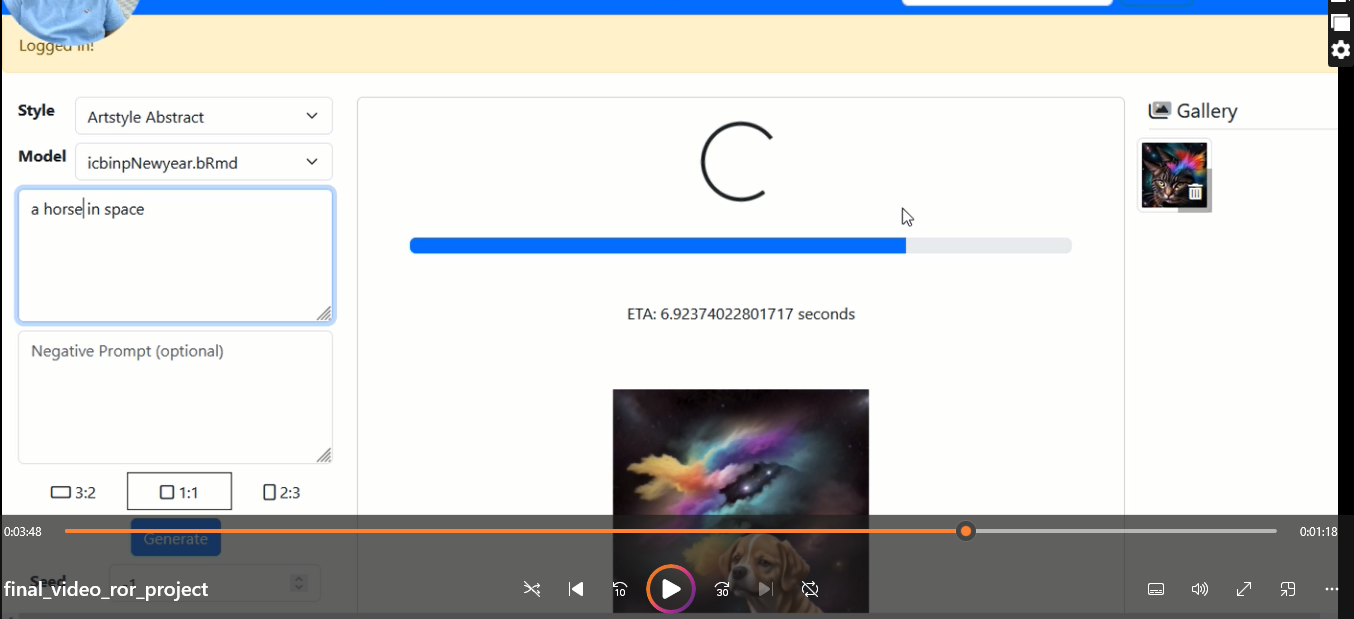 Logged in!
Style
Artstyle Abstract
Model
icbinpNewyear.bRmd
a horse in space
Negative Prompt (optional)
3:2
1:1
2:3
Generate
Seed
-1
ETA: 6.92374022801717 seconds
Gallery
0:03:48
0:01:18
final_video_ror_project
10
30